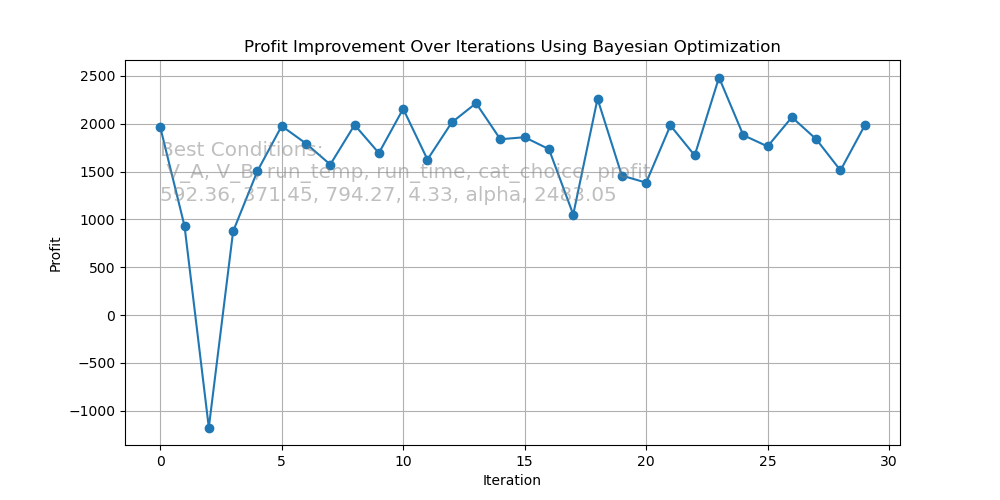 Profit Improvement Over Iterations Using Bayesian Optimization
2500
2000
1500
1000
500
0
−500
−1000
Profit
Best Conditions:
V_A, V_B, run_temp, run_time, cat_choice, profit
592.36, 371.45, 794.27, 4.33, alpha, 2483.05
0 5 10 15 20 25 30
Iteration